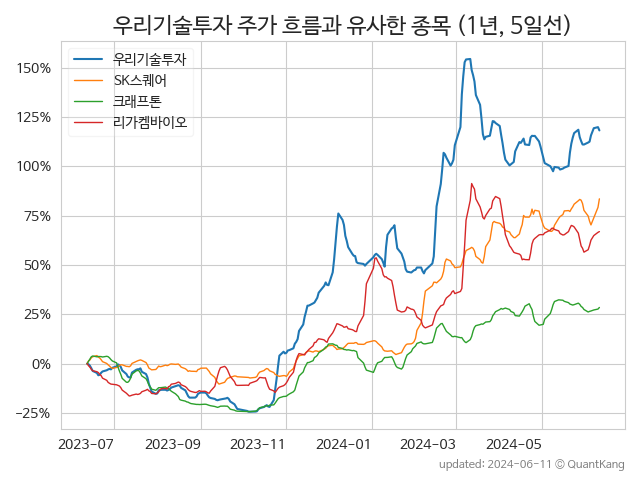 우리기술투자 주가 흐름과 유사한 종목 (1년, 5일선)
우리기술투자
SK스퀘어
크래프톤
리가켐바이오
150%
125%
100%
75%
50%
25%
0%
−25%
2023-07
2023-09
2023-11
2024-01
2024-03
2024-05
updated: 2024-06-11 © QuantKang